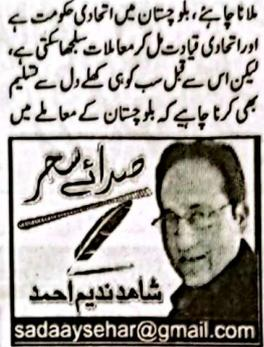 ملانا چاہئے، بلوچستان میں اتحادی حکومت ہے
اور اتحادی قیادت مل کر معاملات سلجھا سکتی ہے،
لیکن اس سے قبل سب کو ہی کھلے دل سے تسلیم
بھی کرنا چاہیے کہ بلوچستان کے معاملے میں
صدائے سحر
شاهد ندیم احمد
sadaaysehar@gmail.com